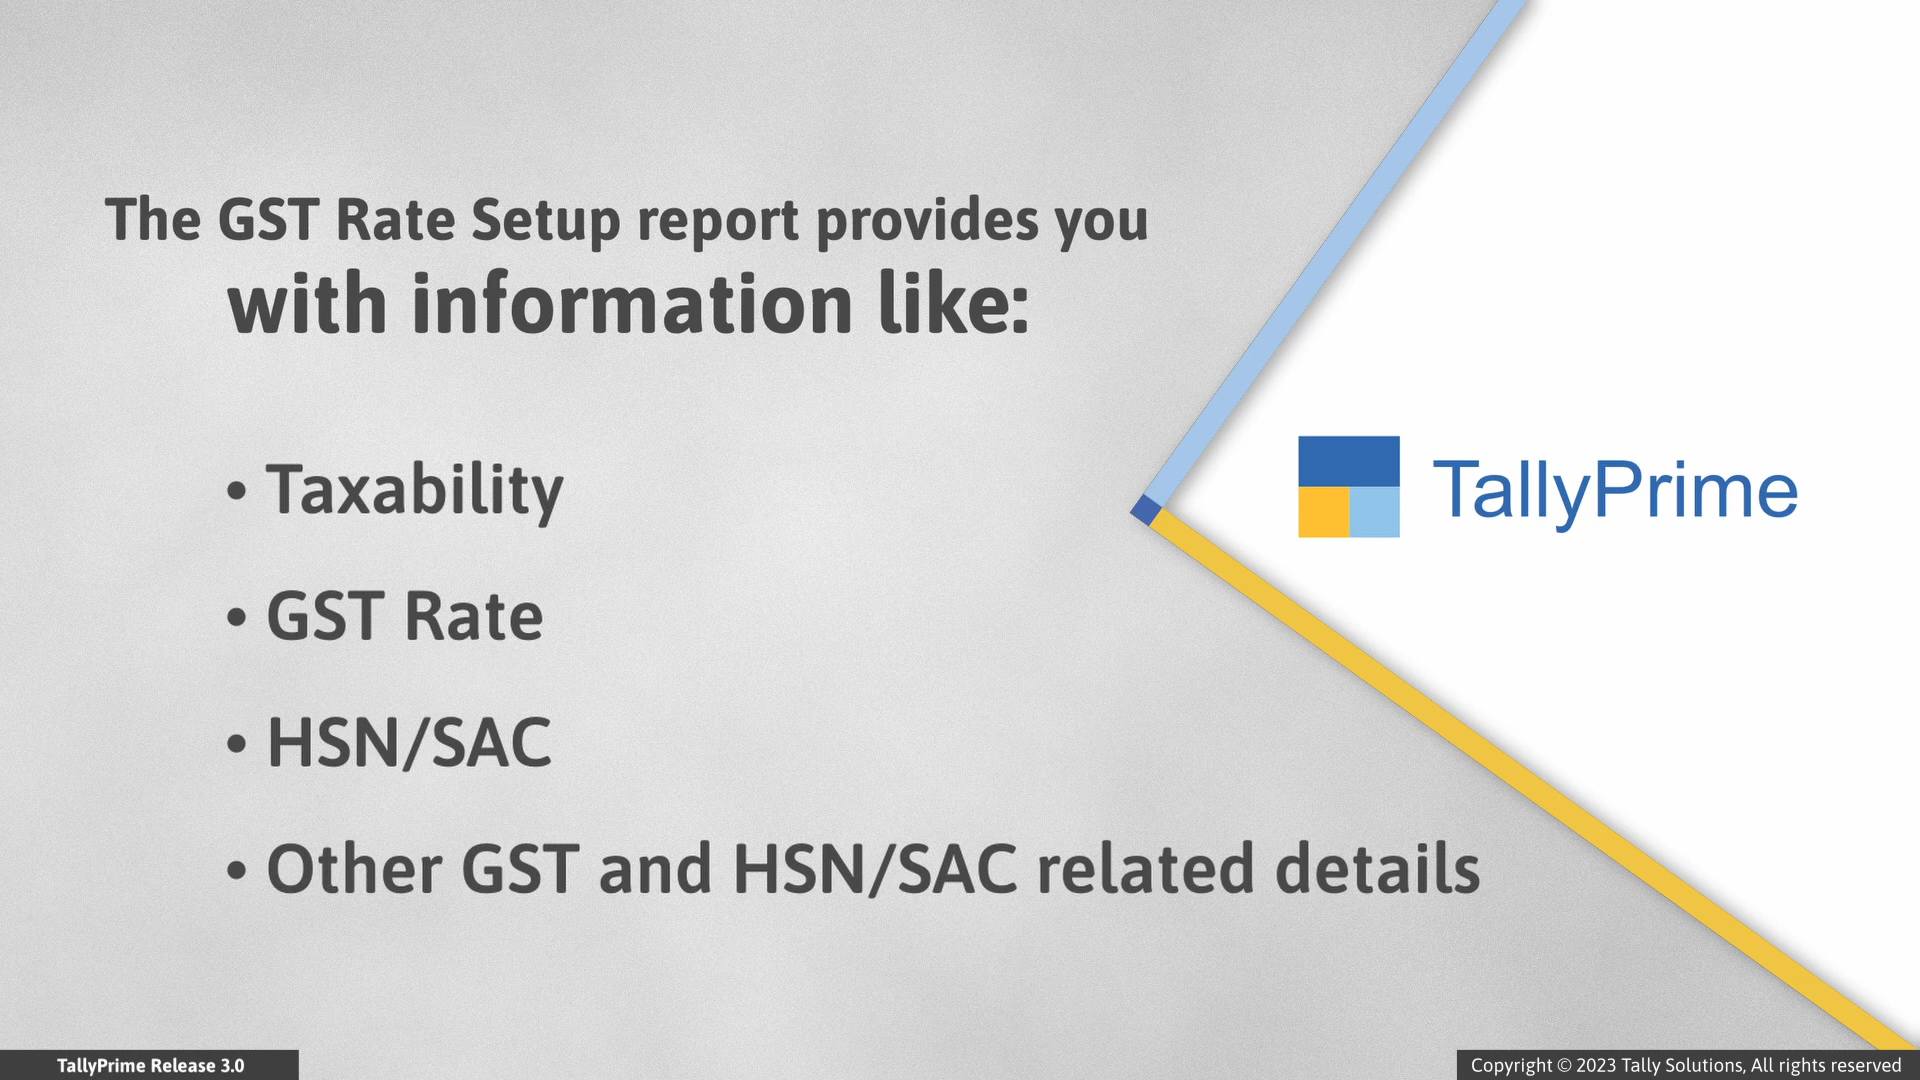 The GST Rate Setup report provides you
with information like:
• Taxability
• GST Rate
• HSN/SAC
• Other GST and HSN/SAC related details
TallyPrime
TallyPrime Release 3.0
Copyright © 2023 Tally Solutions, All rights reserved